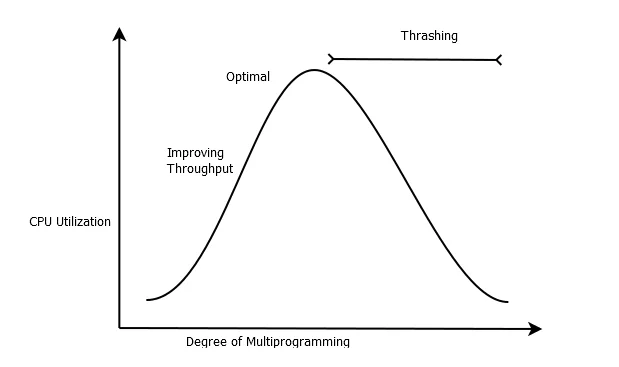 Thrashing
Optimal
Improving
Throughput
CPU Utilization
Degree of Multiprogramming